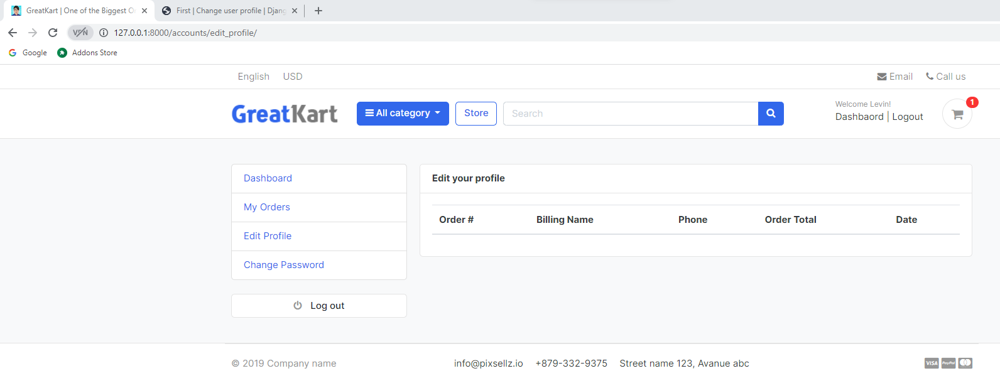 GreatKart | One of the Biggest O
First | Change user profile | Djang
VPN
127.0.0.1:8000/accounts/edit_profile/
Google Addons Store
English USD Email Call us
GreatKart All category Store Search Welcome Levin! 1
Dashbaord | Logout
Dashboard
My Orders
Edit Profile
Change Password
Log out
Edit your profile
Order # Billing Name Phone Order Total Date
© 2019 Company name info@pixsellz.io +879-332-9375 Street name 123, Avanue abc VISA PayPal